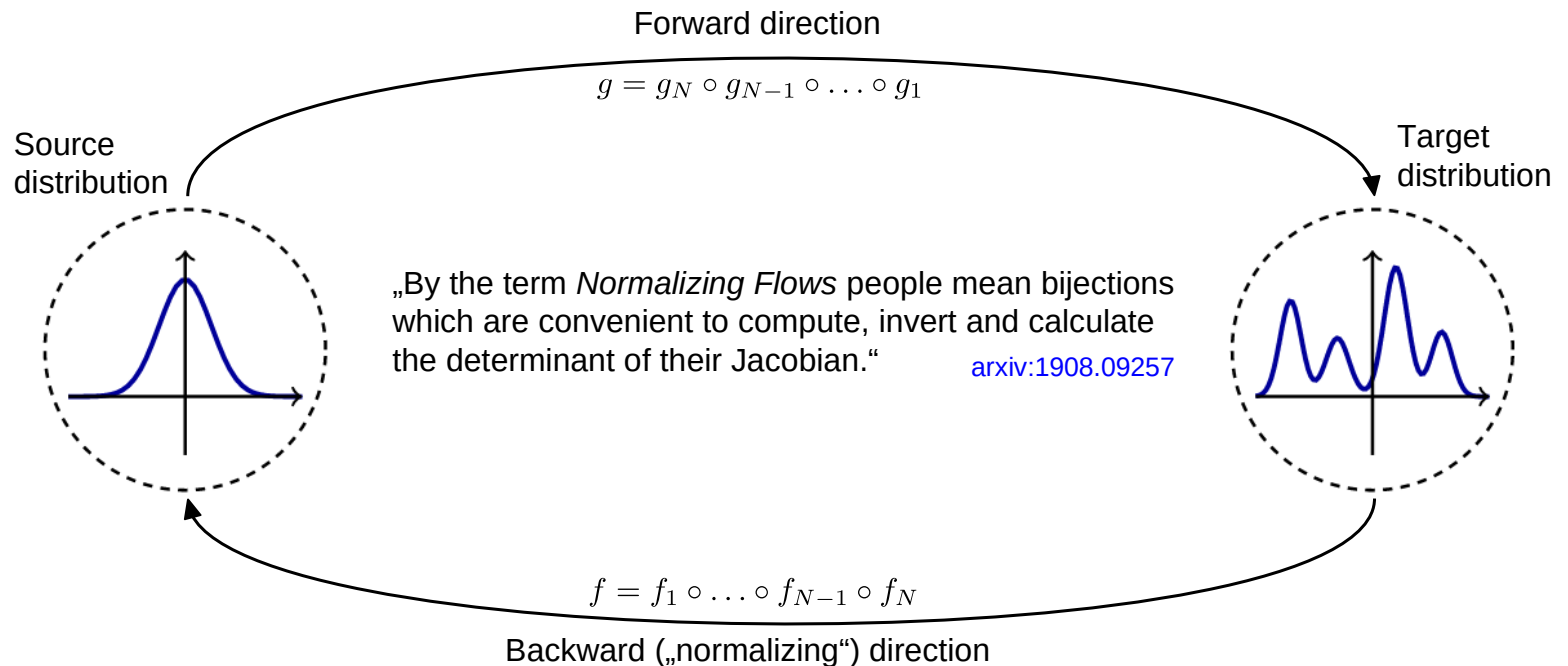 Forward direction
g = g_N ∘ g_{N−1} ∘ … ∘ g_1
Source
distribution
Target
distribution
„By the term Normalizing Flows people mean bijections
which are convenient to compute, invert and calculate
the determinant of their Jacobian.“
arxiv:1908.09257
f = f_1 ∘ … ∘ f_{N−1} ∘ f_N
Backward („normalizing“) direction